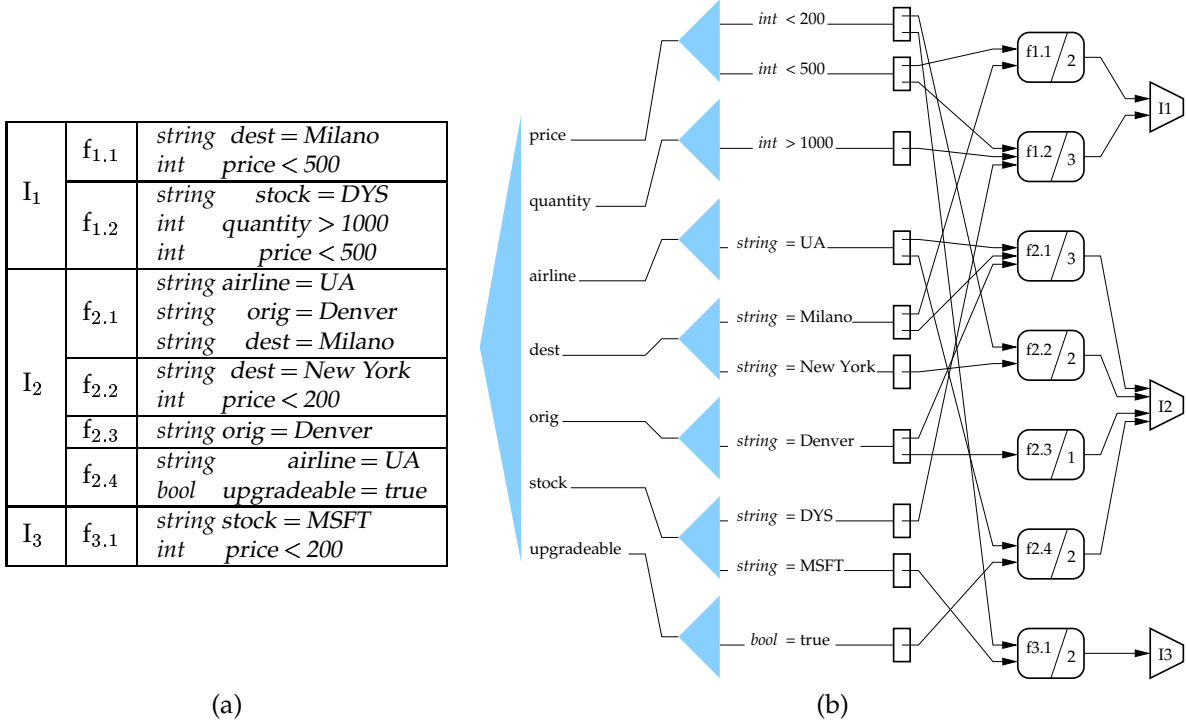 I1
f1.1
string dest = Milano
int price < 500
f1.2
string stock = DYS
int quantity > 1000
int price < 500
I2
f2.1
string airline = UA
string orig = Denver
string dest = Milano
f2.2
string dest = New York
int price < 200
f2.3
string orig = Denver
f2.4
string airline = UA
bool upgradeable = true
I3
f3.1
string stock = MSFT
int price < 200
(a)
price
quantity
airline
dest
orig
stock
upgradeable
int < 200
int < 500
int > 1000
string = UA
string = Milano
string = New York
string = Denver
string = DYS
string = MSFT
bool = true
f1.1 / 2
f1.2 / 3
f2.1 / 3
f2.2 / 2
f2.3 / 1
f2.4 / 2
f3.1 / 2
I1
I2
I3
(b)